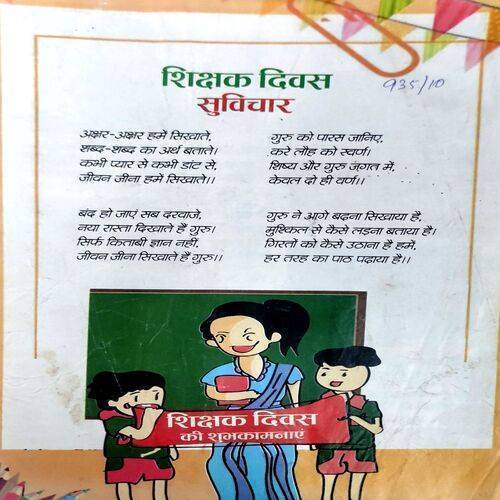 935/10
शिक्षक दिवस
सुविचार
अक्षर-अक्षर हमें सिखाते,
शब्द-शब्द का अर्थ बताते।
कभी प्यार से कभी डांट से,
जीवन जीना हमें सिखाते।।
गुरु को पारस जानिए,
करे लौह को स्वर्ण।
शिष्य और गुरु जगत में,
केवल दो ही वर्ण।।
बंद हो जाएं सब दरवाजे,
नया रास्ता दिखाते हैं गुरु।
सिर्फ किताबी ज्ञान नहीं,
जीवन जीना सिखाते हैं गुरु।।
गुरु ने आगे बढ़ना सिखाया है,
मुश्किल से कैसे लड़ना बताया है।
गिरतो को कैसे उठाना है हमें,
हर तरह का पाठ पढ़ाया है।।
शिक्षक दिवस
की शुभकामनाएं